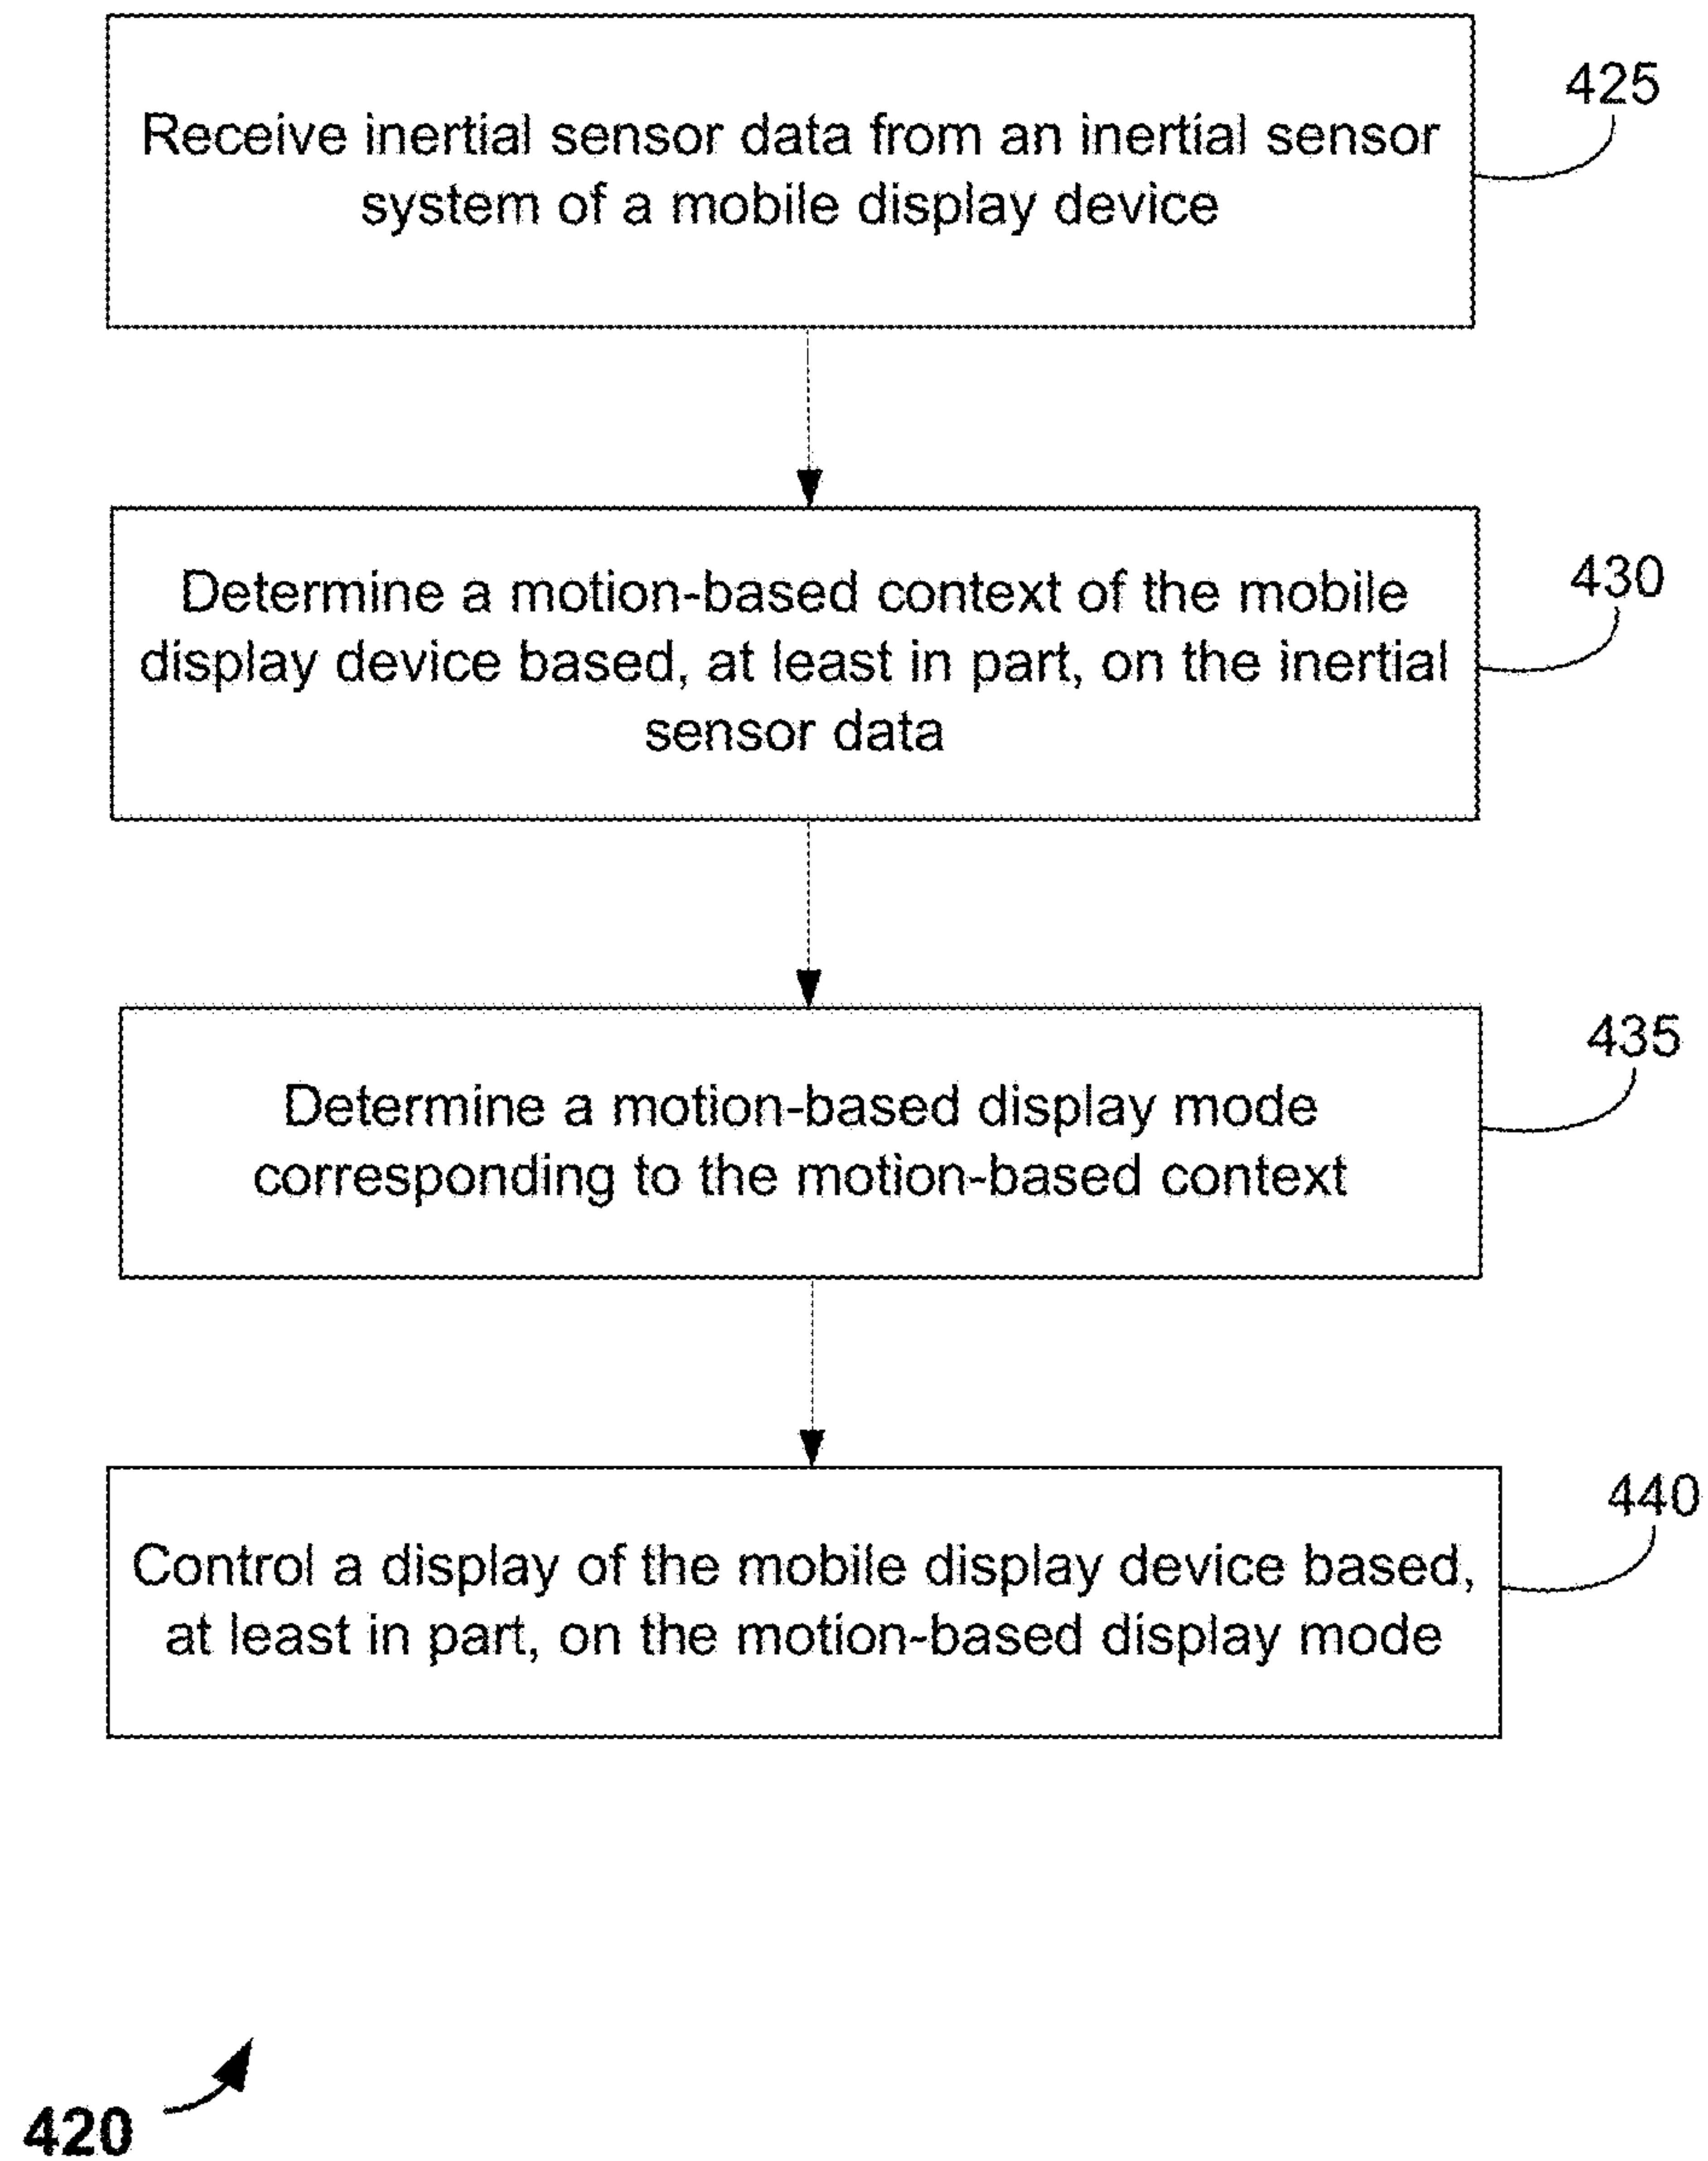 Receive inertial sensor data from an inertial sensor
system of a mobile display device
425
Determine a motion-based context of the mobile
display device based, at least in part, on the inertial
sensor data
430
Determine a motion-based display mode
corresponding to the motion-based context
435
Control a display of the mobile display device based,
at least in part, on the motion-based display mode
440
420